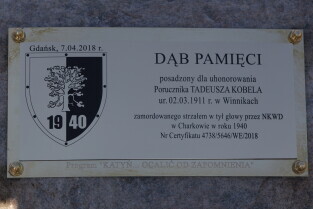 Gdańsk, 7.04.2018 r.
19 40
DĄB PAMIĘCI
posadzony dla uhonorowania
Porucznika TADEUSZA KOBELA
ur. 02.03.1911 r. w Winnikach
zamordowanego strzałem w tył głowy przez NKWD
w Charkowie w roku 1940
Nr Certyfikatu 4738/5646/WE/2018
Program "KATYŃ... OCALIĆ OD ZAPOMNIENIA"